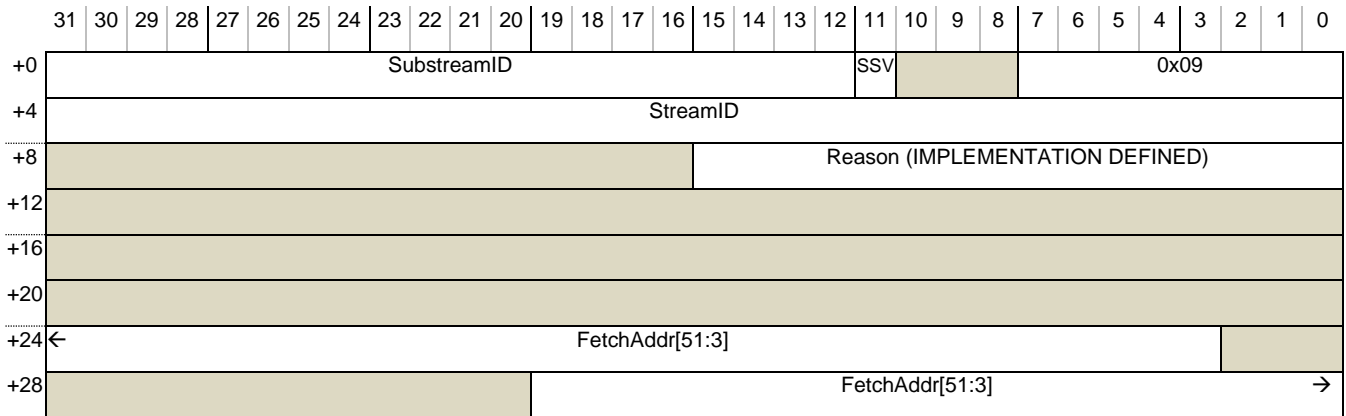 31 30 29 28 27 26 25 24 23 22 21 20 19 18 17 16 15 14 13 12 11 10 9 8 7 6 5 4 3 2 1 0
+0 SubstreamID SSV 0x09
+4 StreamID
+8 Reason (IMPLEMENTATION DEFINED)
+12
+16
+20
+24 ← FetchAddr[51:3]
+28 FetchAddr[51:3] →